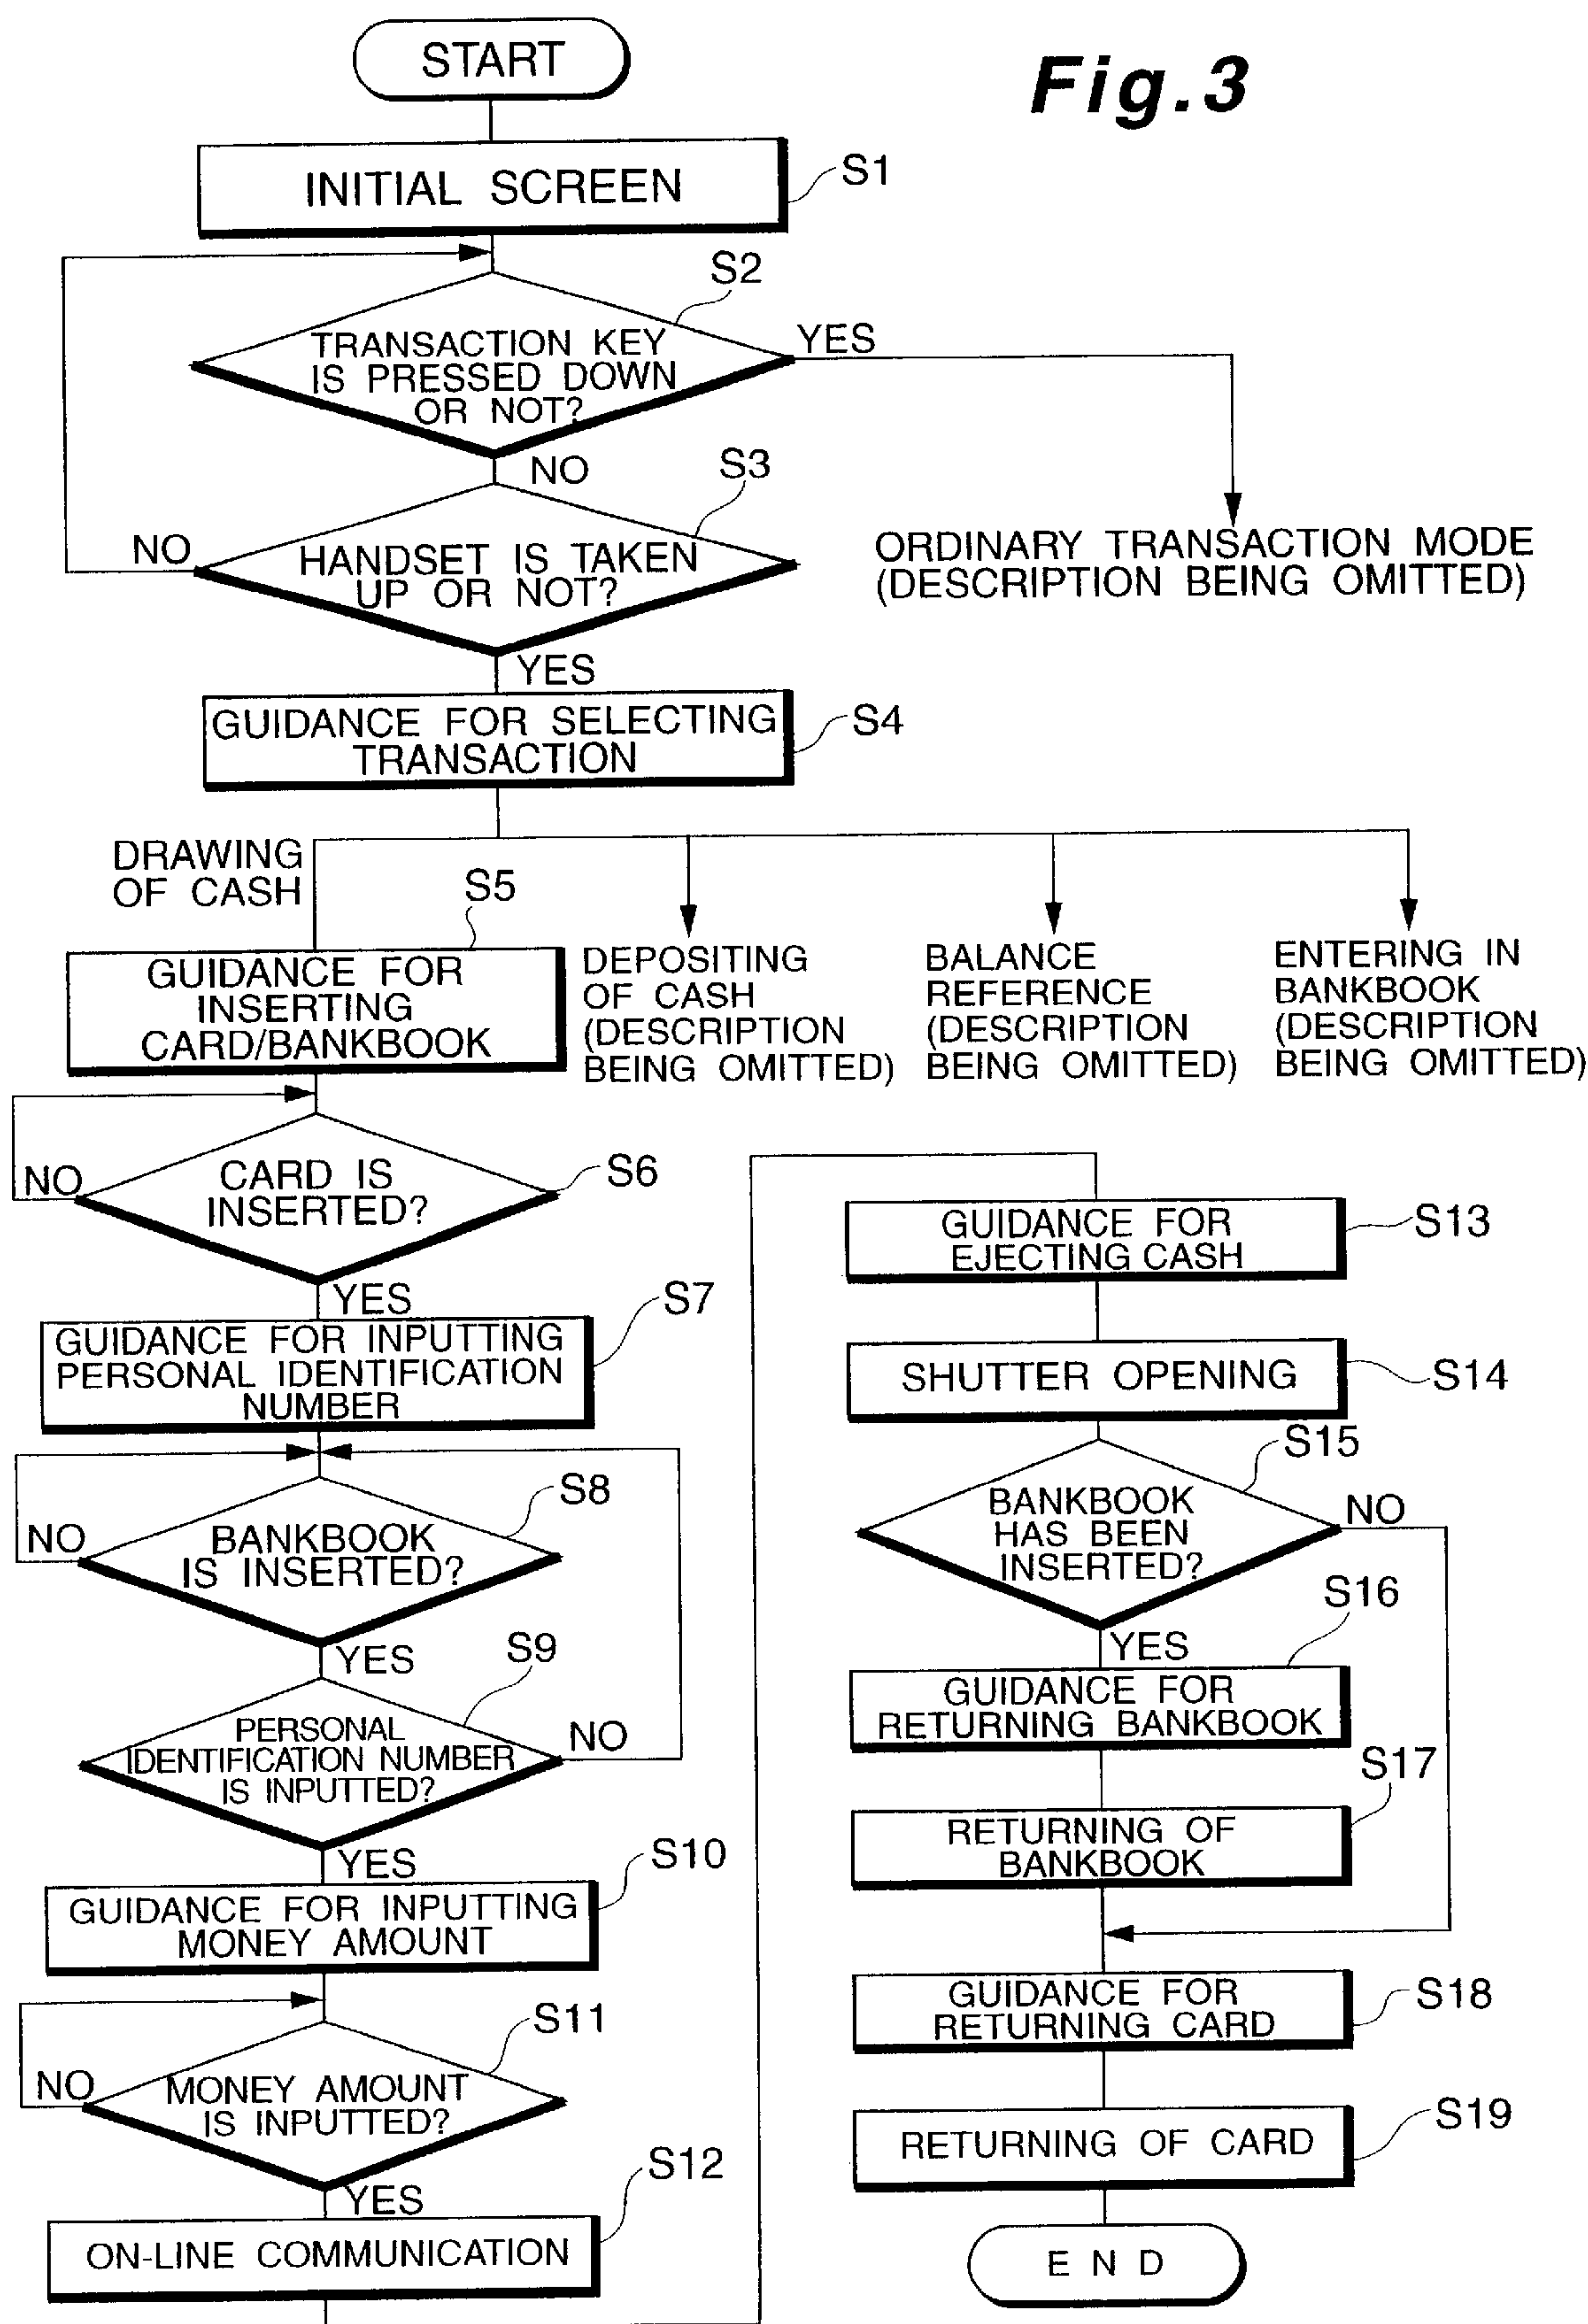 Fig.3
START
INITIAL SCREEN
S1
S2
TRANSACTION KEY
IS PRESSED DOWN
OR NOT?
YES
NO
S3
HANDSET IS TAKEN
UP OR NOT?
NO
YES
ORDINARY TRANSACTION MODE
(DESCRIPTION BEING OMITTED)
GUIDANCE FOR SELECTING
TRANSACTION
S4
DRAWING
OF CASH
S5
GUIDANCE FOR
INSERTING
CARD/BANKBOOK
DEPOSITING
OF CASH
(DESCRIPTION
BEING OMITTED)
BALANCE
REFERENCE
(DESCRIPTION
BEING OMITTED)
ENTERING IN
BANKBOOK
(DESCRIPTION
BEING OMITTED)
NO
CARD IS
INSERTED?
S6
YES
S7
GUIDANCE FOR INPUTTING
PERSONAL IDENTIFICATION
NUMBER
S8
NO
BANKBOOK
IS INSERTED?
YES
S9
PERSONAL
IDENTIFICATION NUMBER
IS INPUTTED?
NO
YES
S10
GUIDANCE FOR INPUTTING
MONEY AMOUNT
S11
NO
MONEY AMOUNT
IS INPUTTED?
YES
S12
ON-LINE COMMUNICATION
GUIDANCE FOR
EJECTING CASH
S13
SHUTTER OPENING
S14
S15
BANKBOOK
HAS BEEN
INSERTED?
NO
YES
S16
GUIDANCE FOR
RETURNING BANKBOOK
S17
RETURNING OF
BANKBOOK
GUIDANCE FOR
RETURNING CARD
S18
RETURNING OF CARD
S19
END